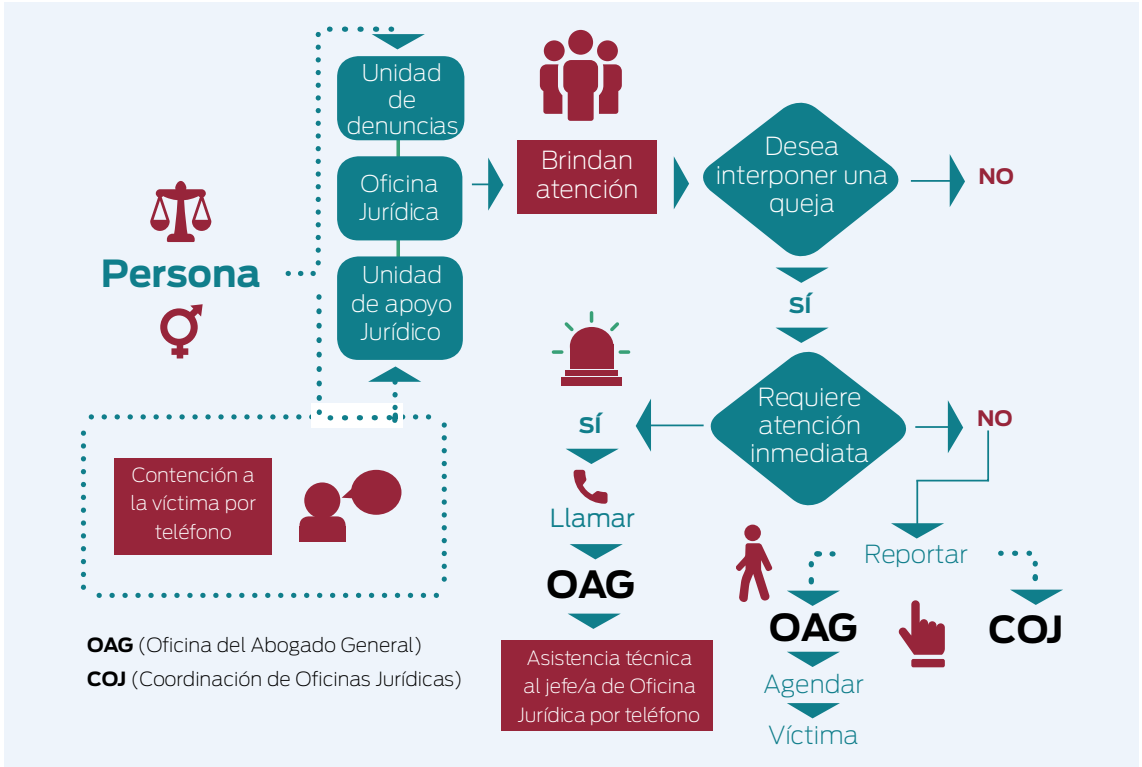 Persona
Unidad
de
denuncias
Oficina
Jurídica
Unidad
de apoyo
Jurídico
Contención a
la víctima por
teléfono
Brindan
atención
Desea
interponer una
queja
NO
SÍ
Requiere
atención
inmediata
NO
SÍ
Llamar
OAG
Asistencia técnica
al jefe/a de Oficina
Jurídica por teléfono
Reportar
OAG
COJ
Agendar
Víctima
OAG (Oficina del Abogado General)
COJ (Coordinación de Oficinas Jurídicas)